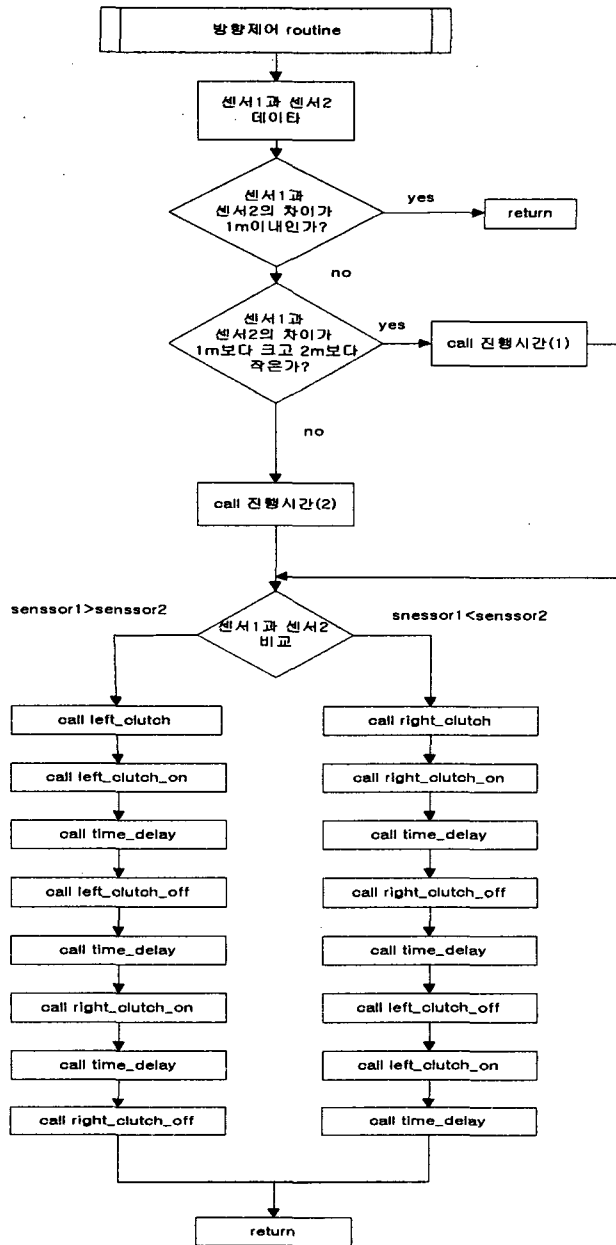 방향제어 routine
센서1과 센서2
데이타
센서1과
센서2의 차이가
1m이내인가?
yes
return
no
센서1과
센서2의 차이가
1m보다 크고 2m보다
작은가?
yes
call 진행시간(1)
no
call 진행시간(2)
senssor1>senssor2
센서1과 센서2
비교
snessor1<senssor2
call left_clutch
call left_clutch_on
call time_delay
call left_clutch_off
call time_delay
call right_clutch_on
call time_delay
call right_clutch_off
call right_clutch
call right_clutch_on
call time_delay
call right_clutch_off
call time_delay
call left_clutch_off
call left_clutch_on
call time_delay
return